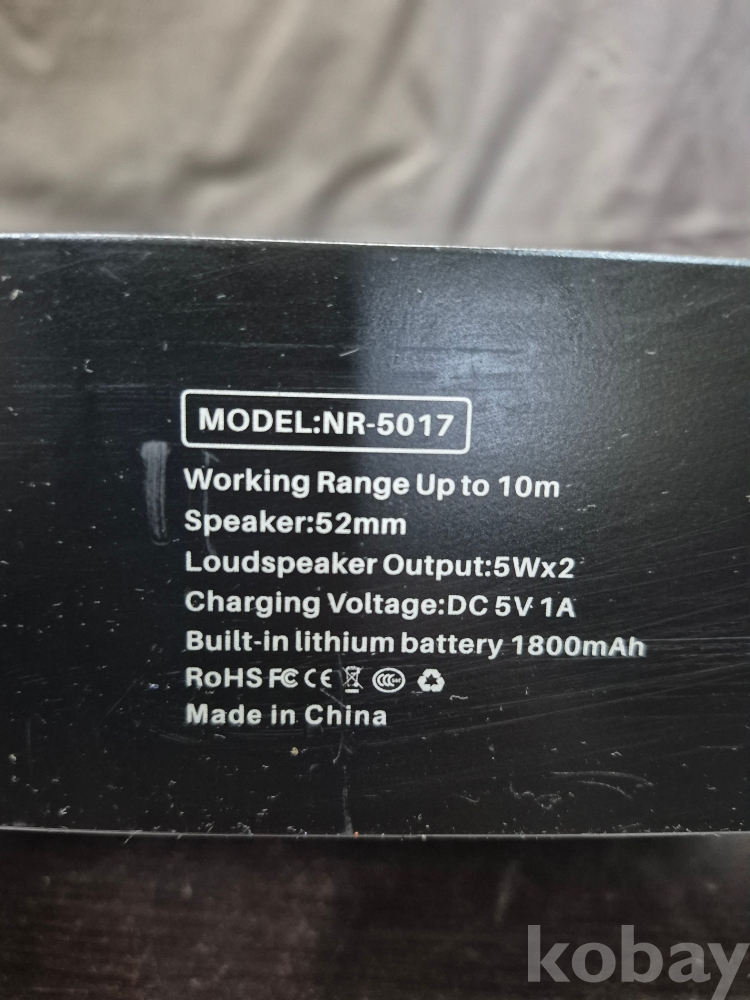 MODEL:NR-5017
Working Range Up to 10m
Speaker:52mm
Loudspeaker Output:5Wx2
Charging Voltage:DC 5V 1A
Built-in lithium battery 1800mAh
RoHS FC CE
Made in China
kobay